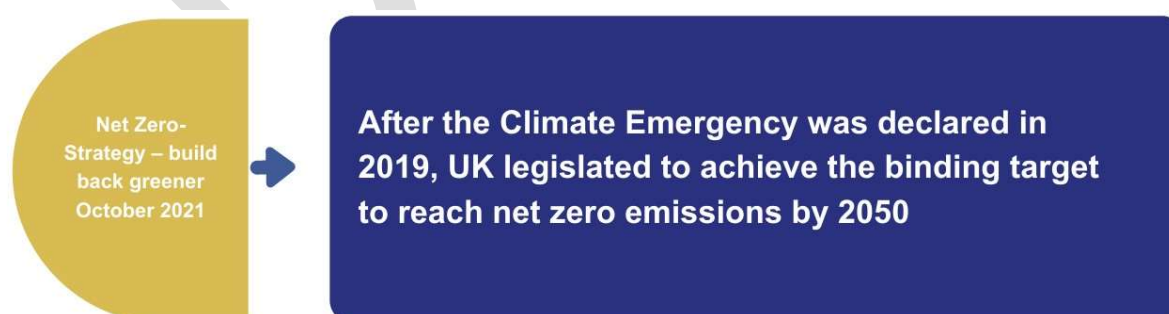 Net Zero-
Strategy – build
back greener
October 2021
After the Climate Emergency was declared in
2019, UK legislated to achieve the binding target
to reach net zero emissions by 2050